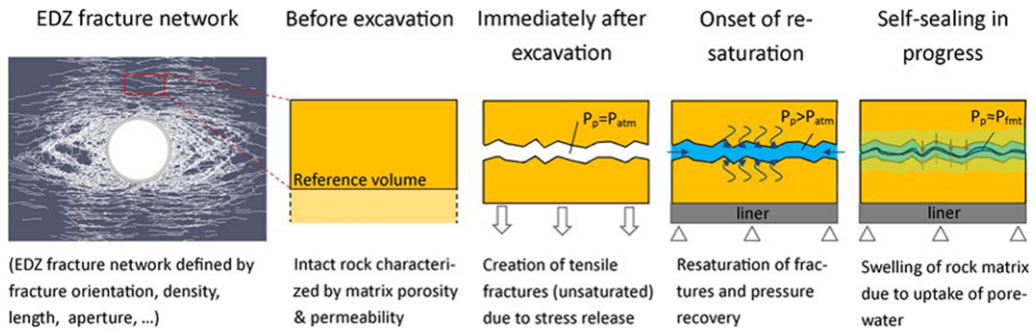 EDZ fracture network
Before excavation
Immediately after
excavation
Onset of re-
saturation
Self-sealing in
progress
Reference volume
Pp=Patm
Pp>Patm
liner
Pp≈Pfmt
liner
(EDZ fracture network defined by
fracture orientation, density,
length, aperture, ...)
Intact rock characteri-
zed by matrix porosity
& permeability
Creation of tensile
fractures (unsaturated)
due to stress release
Resaturation of frac-
tures and pressure
recovery
Swelling of rock matrix
due to uptake of pore-
water